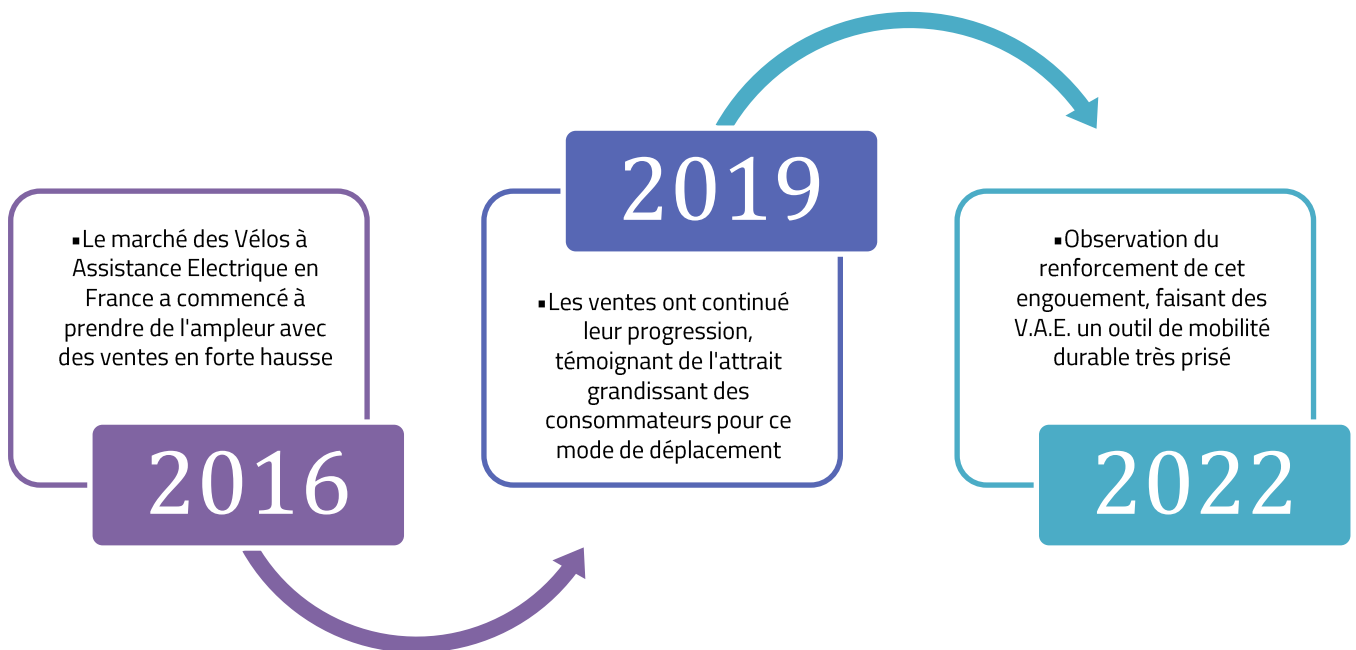 ▪Le marché des Vélos à
Assistance Electrique en
France a commencé à
prendre de l'ampleur avec
des ventes en forte hausse
2016
2019
▪Les ventes ont continué
leur progression,
témoignant de l'attrait
grandissant des
consommateurs pour ce
mode de déplacement
▪Observation du
renforcement de cet
engouement, faisant des
V.A.E. un outil de mobilité
durable très prisé
2022